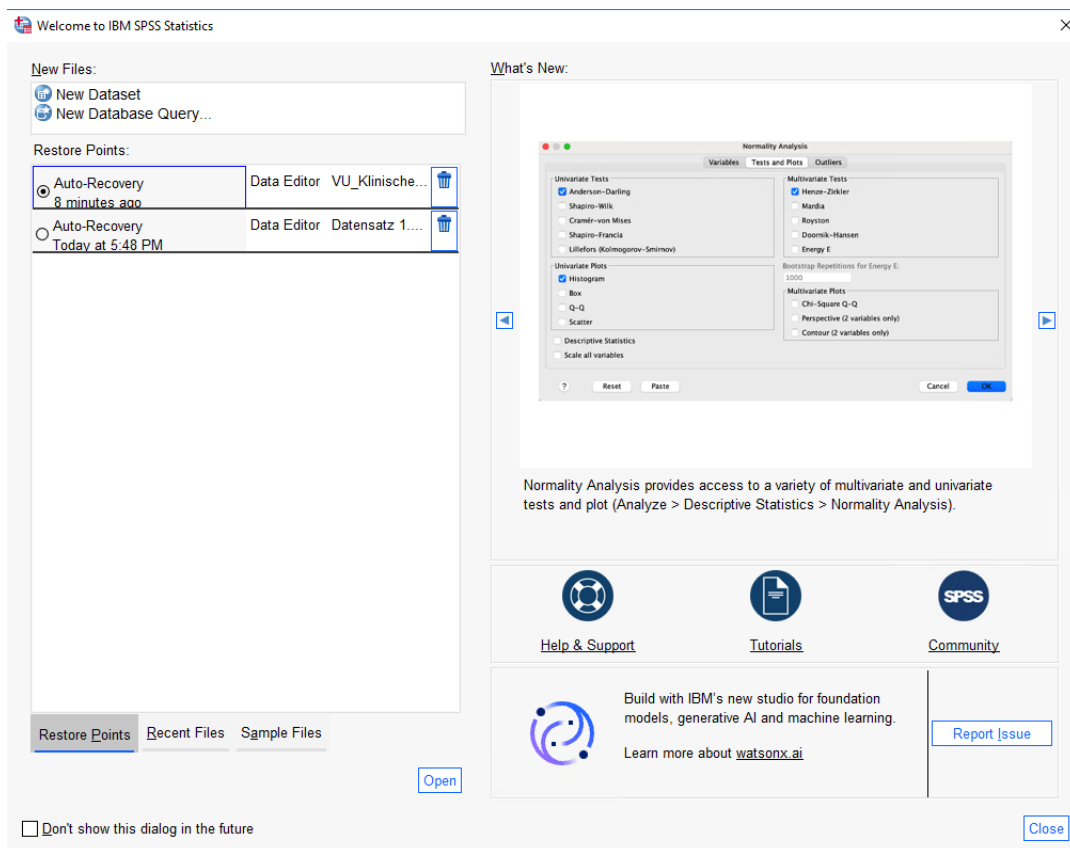 Welcome to IBM SPSS Statistics
New Files:
New Dataset
New Database Query...
Restore Points:
Auto-Recovery
8 minutes ago
Data Editor VU_Klinische...
Auto-Recovery
Today at 5:48 PM
Data Editor Datensatz 1....
Restore Points
Recent Files
Sample Files
Open
Don't show this dialog in the future
What's New:
Normality Analysis
Variables Tests and Plots Outliers
Univariate Tests
Anderson-Darling
Shapiro-Wilk
Cramér-von Mises
Shapiro-Francia
Lillefors (Kolmogorov-Smirnov)
Univariate Plots
Histogram
Box
Q-Q
Scatter
Descriptive Statistics
Scale all variables
Multivariate Tests
Henze-Zirkler
Mardia
Royston
Doornik-Hansen
Energy E
Bootstrap Repetitions for Energy E:
1000
Multivariate Plots
Chi-Square Q-Q
Perspective (2 variables only)
Contour (2 variables only)
? Reset Paste Cancel OK
Normality Analysis provides access to a variety of multivariate and univariate
tests and plot (Analyze > Descriptive Statistics > Normality Analysis).
SPSS
Help & Support
Tutorials
Community
Build with IBM's new studio for foundation
models, generative AI and machine learning.
Learn more about watsonx.ai
Report Issue
Close